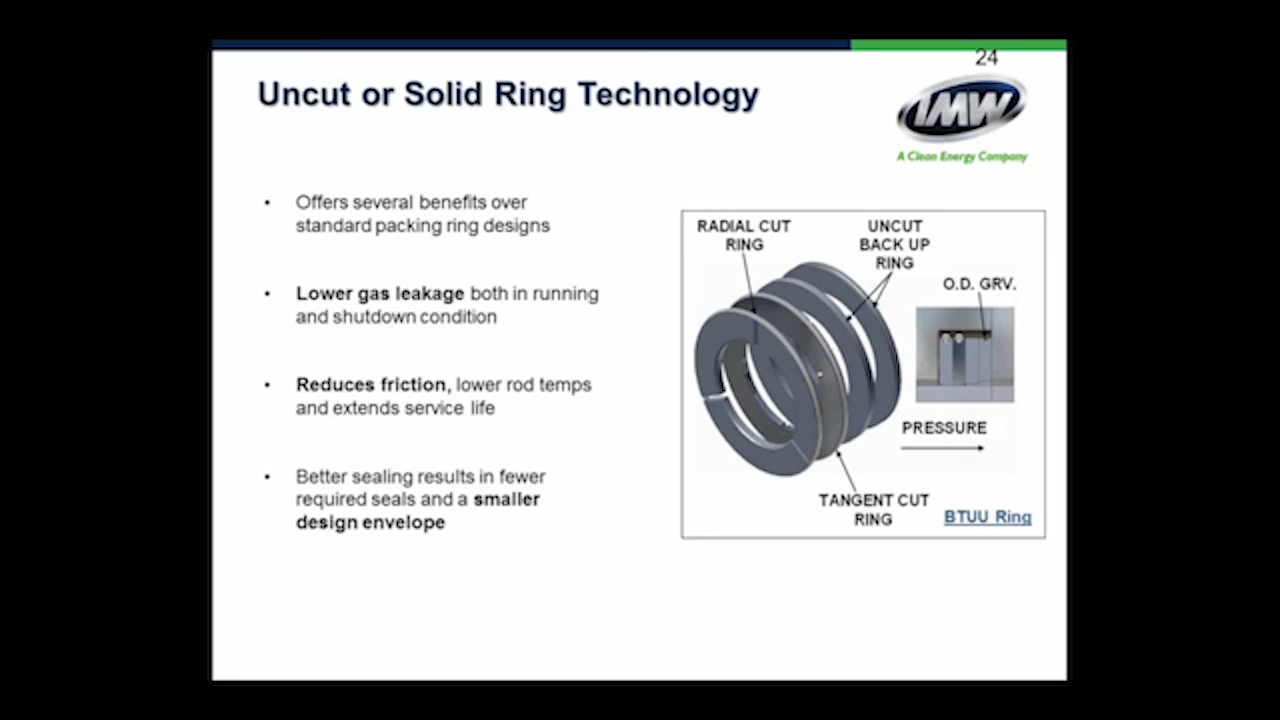 24
Uncut or Solid Ring Technology
IMW
A Clean Energy Company
• Offers several benefits over
standard packing ring designs
• Lower gas leakage both in running
and shutdown condition
• Reduces friction, lower rod temps
and extends service life
• Better sealing results in fewer
required seals and a smaller
design envelope
RADIAL CUT
RING
UNCUT
BACK UP
RING
O.D. GRV.
PRESSURE
TANGENT CUT
RING
BTUU Ring